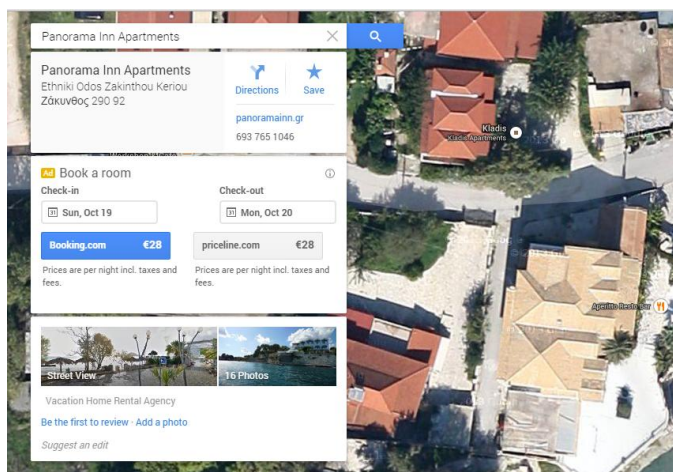 Panorama Inn Apartments
Panorama Inn Apartments
Ethniki Odos Zakinthou Keriou
Ζάκυνθος 290 92
Directions
Save
panoramainn.gr
693 765 1046
Ad Book a room
Check-in
Check-out
31 Sun, Oct 19
31 Mon, Oct 20
Booking.com €28
priceline.com €28
Prices are per night incl. taxes and
fees.
Prices are per night incl. taxes and
fees.
Street View
16 Photos
Vacation Home Rental Agency
Be the first to review · Add a photo
Suggest an edit
Kladis
Kladis Apartments
Aperitto Resto Bar